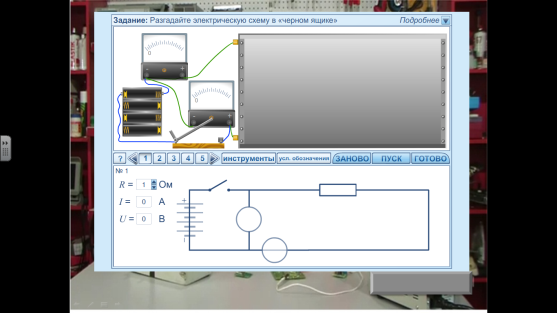 Задание: Разгадайте электрическую схему в «черном ящике»
Подробнее
? 1 2 3 4 5 инструменты усл. обозначения ЗАНОВО ПУСК ГОТОВО
№ 1
R = 1 Ом
I = 0 А
U = 0 В
+
-